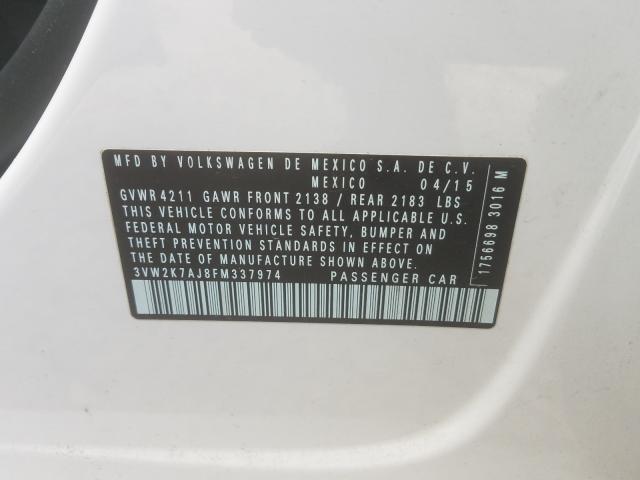 MFD BY VOLKSWAGEN DE MEXICO S.A. DE C.V.
MEXICO 04/15
GVWR 4211 GAWR FRONT 2138 / REAR 2183 LBS
THIS VEHICLE CONFORMS TO ALL APPLICABLE U.S.
FEDERAL MOTOR VEHICLE SAFETY, BUMPER AND
THEFT PREVENTION STANDARDS IN EFFECT ON
THE DATE OF MANUFACTURE SHOWN ABOVE.
3VW2K7AJ8FM337974 PASSENGER CAR
1756698 3016 M